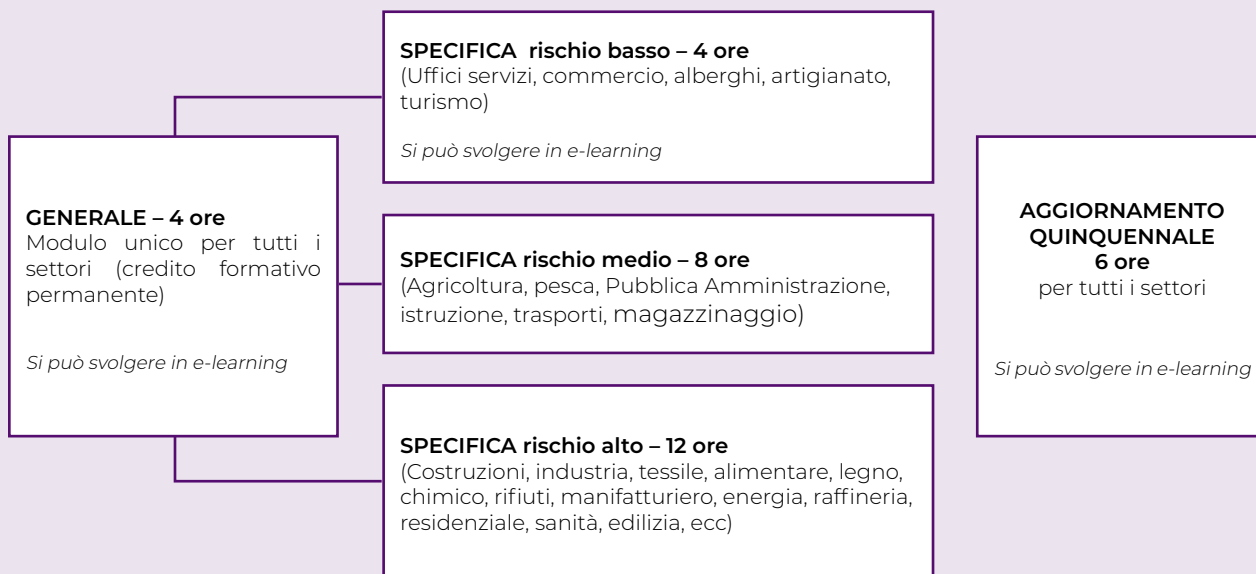 GENERALE – 4 ore
Modulo unico per tutti i
settori (credito formativo
permanente)
Si può svolgere in e-learning
SPECIFICA rischio basso – 4 ore
(Uffici servizi, commercio, alberghi, artigianato,
turismo)
Si può svolgere in e-learning
SPECIFICA rischio medio – 8 ore
(Agricoltura, pesca, Pubblica Amministrazione,
istruzione, trasporti, magazzinaggio)
SPECIFICA rischio alto – 12 ore
(Costruzioni, industria, tessile, alimentare, legno,
chimico, rifiuti, manifatturiero, energia, raffineria,
residenziale, sanità, edilizia, ecc)
AGGIORNAMENTO
QUINQUENNALE
6 ore
per tutti i settori
Si può svolgere in e-learning